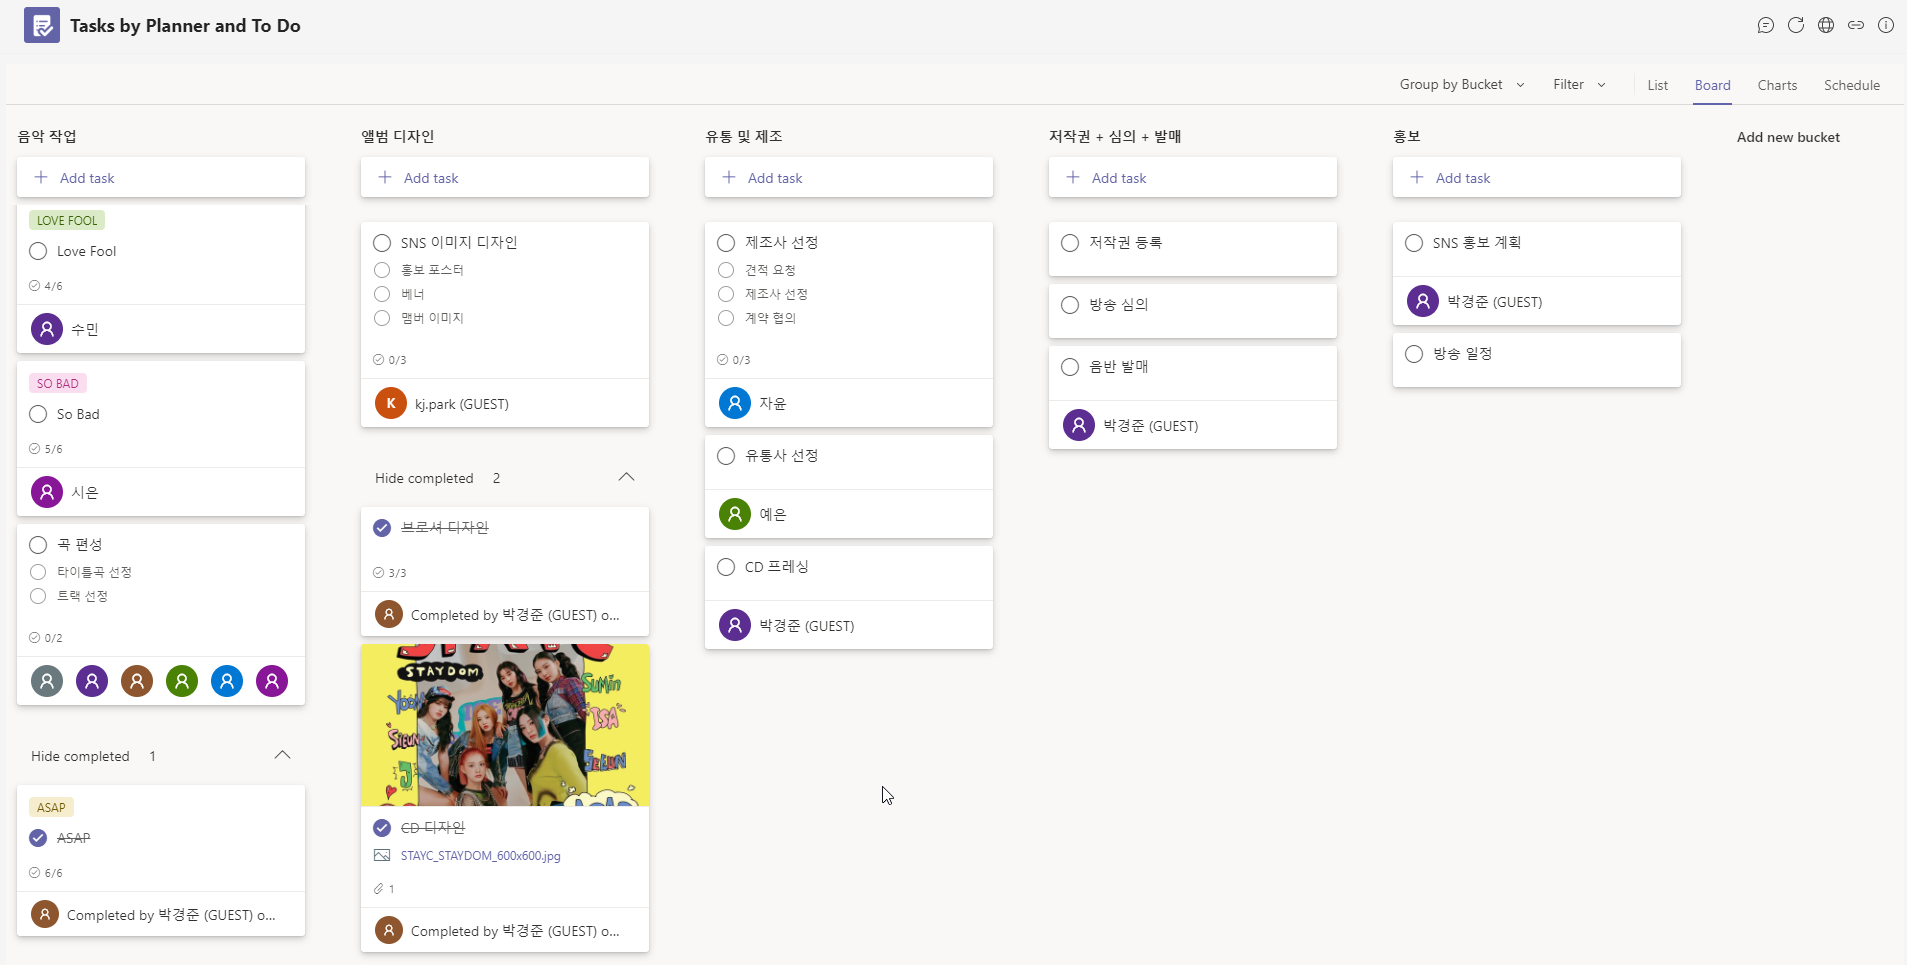 Tasks by Planner and To Do
Group by Bucket
Filter
List
Board
Charts
Schedule
음악 작업
Add task
LOVE FOOL
Love Fool
4/6
수민
SO BAD
So Bad
5/6
시은
곡 편성
타이틀곡 선정
트랙 선정
0/2
Hide completed 1
ASAP
ASAP
6/6
Completed by 박경준 (GUEST) o...
앨범 디자인
Add task
SNS 이미지 디자인
홍보 포스터
베너
맴버 이미지
0/3
K
kj.park (GUEST)
Hide completed 2
브로셔 디자인
3/3
Completed by 박경준 (GUEST) o...
STAYDOM
SUMIN
ISA
SIEUN
SEEUN
ASAP
CD 디자인
STAYC_STAYDOM_600x600.jpg
1
Completed by 박경준 (GUEST) o...
유통 및 제조
Add task
제조사 선정
견적 요청
제조사 선정
계약 협의
0/3
자윤
유통사 선정
예은
CD 프레싱
박경준 (GUEST)
저작권 + 심의 + 발매
Add task
저작권 등록
방송 심의
음반 발매
박경준 (GUEST)
홍보
Add task
SNS 홍보 계획
박경준 (GUEST)
방송 일정
Add new bucket